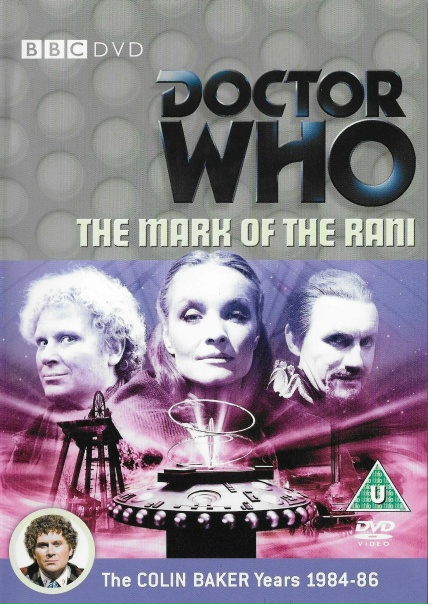 BBC DVD
DOCTOR
WHO
THE MARK OF THE RANI
U
DVD
VIDEO
The COLIN BAKER Years 1984-86